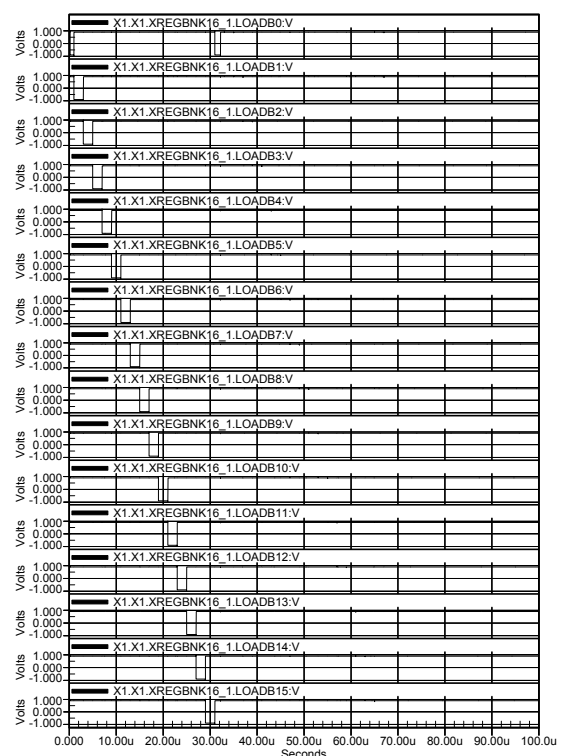 X1.X1.XREGBNK16_1.LOADB0:V
Volts
1.000
0.000
-1.000
X1.X1.XREGBNK16_1.LOADB1:V
Volts
1.000
0.000
-1.000
X1.X1.XREGBNK16_1.LOADB2:V
Volts
1.000
0.000
-1.000
X1.X1.XREGBNK16_1.LOADB3:V
Volts
1.000
0.000
-1.000
X1.X1.XREGBNK16_1.LOADB4:V
Volts
1.000
0.000
-1.000
X1.X1.XREGBNK16_1.LOADB5:V
Volts
1.000
0.000
-1.000
X1.X1.XREGBNK16_1.LOADB6:V
Volts
1.000
0.000
-1.000
X1.X1.XREGBNK16_1.LOADB7:V
Volts
1.000
0.000
-1.000
X1.X1.XREGBNK16_1.LOADB8:V
Volts
1.000
0.000
-1.000
X1.X1.XREGBNK16_1.LOADB9:V
Volts
1.000
0.000
-1.000
X1.X1.XREGBNK16_1.LOADB10:V
Volts
1.000
0.000
-1.000
X1.X1.XREGBNK16_1.LOADB11:V
Volts
1.000
0.000
-1.000
X1.X1.XREGBNK16_1.LOADB12:V
Volts
1.000
0.000
-1.000
X1.X1.XREGBNK16_1.LOADB13:V
Volts
1.000
0.000
-1.000
X1.X1.XREGBNK16_1.LOADB14:V
Volts
1.000
0.000
-1.000
X1.X1.XREGBNK16_1.LOADB15:V
Volts
1.000
0.000
-1.000
0.000 10.00u 20.00u 30.00u 40.00u 50.00u 60.00u 70.00u 80.00u 90.00u 100.0u
Seconds